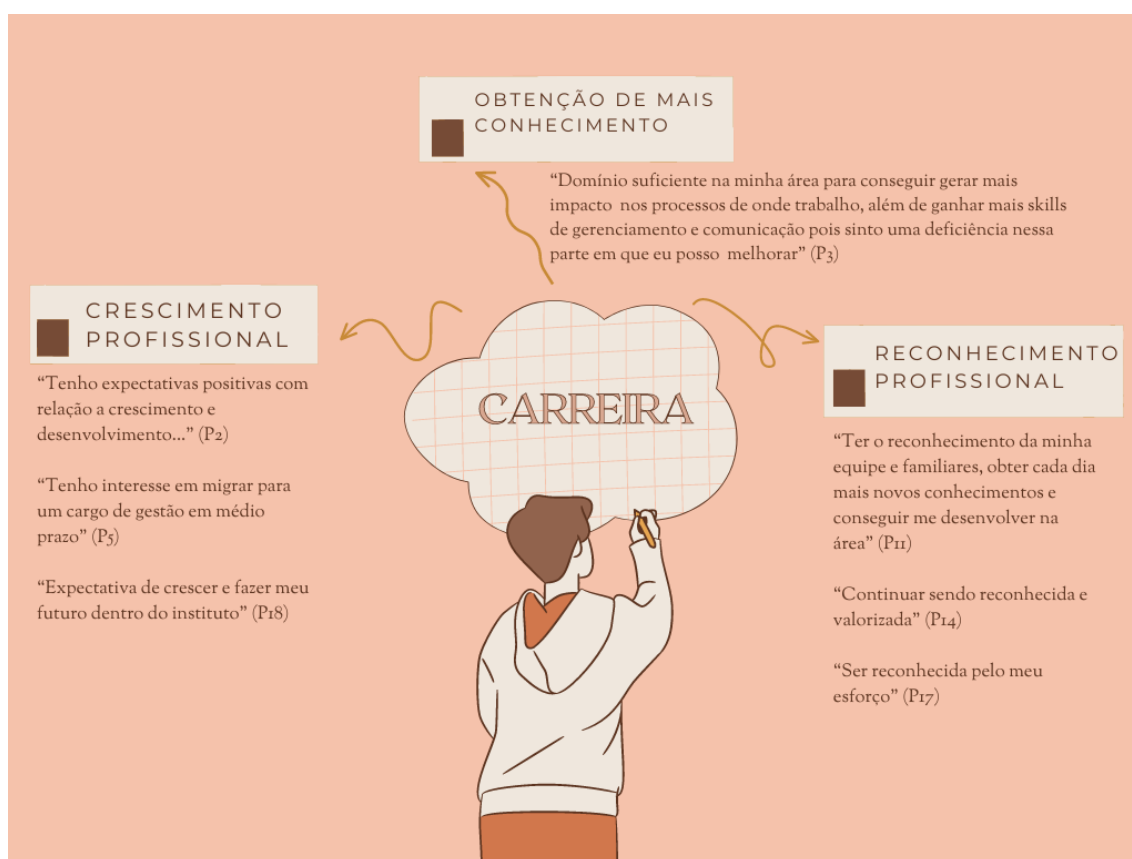 OBTENÇÃO DE MAIS
CONHECIMENTO
“Domínio suficiente na minha área para conseguir gerar mais
impacto nos processos de onde trabalho, além de ganhar mais skills
de gerenciamento e comunicação pois sinto uma deficiência nessa
parte em que eu posso melhorar” (P3)
CRESCIMENTO
PROFISSIONAL
“Tenho expectativas positivas com
relação a crescimento e
desenvolvimento...” (P2)
“Tenho interesse em migrar para
um cargo de gestão em médio
prazo” (P5)
“Expectativa de crescer e fazer meu
futuro dentro do instituto” (P18)
CARREIRA
RECONHECIMENTO
PROFISSIONAL
“Ter o reconhecimento da minha
equipe e familiares, obter cada dia
mais novos conhecimentos e
conseguir me desenvolver na
área” (P11)
“Continuar sendo reconhecida e
valorizada” (P14)
“Ser reconhecida pelo meu
esforço” (P17)